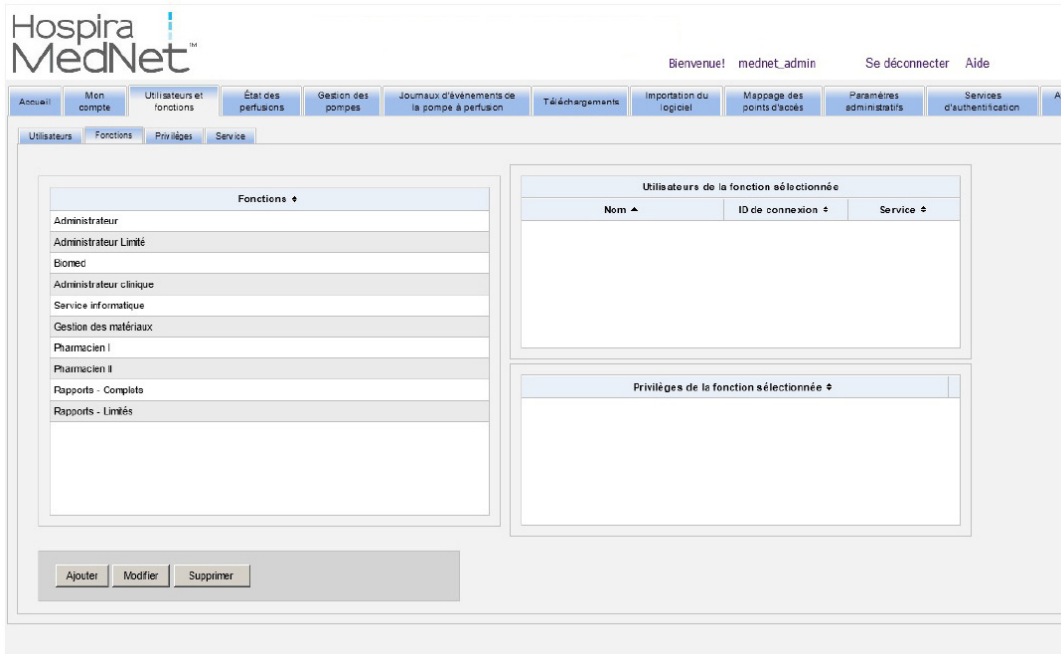 Hospira
MedNet™
Bienvenue! mednet_admin Se déconnecter Aide
Accueil
Mon
compte
Utilisateurs et
fonctions
État des
perfusions
Gestion des
pompes
Journaux d'événements de
la pompe à perfusion
Téléchargements
Importation du
logiciel
Mappage des
points d'accès
Paramètres
administratifs
Services
d'authentification
A
Utilisateurs Fonctions Privilèges Service
Fonctions
Administrateur
Administrateur Limité
Biomed
Administrateur clinique
Service informatique
Gestion des matériaux
Pharmacien I
Pharmacien II
Rapports - Complets
Rapports - Limités
Utilisateurs de la fonction sélectionnée
Nom ID de connexion Service
Privilèges de la fonction sélectionnée
Ajouter Modifier Supprimer